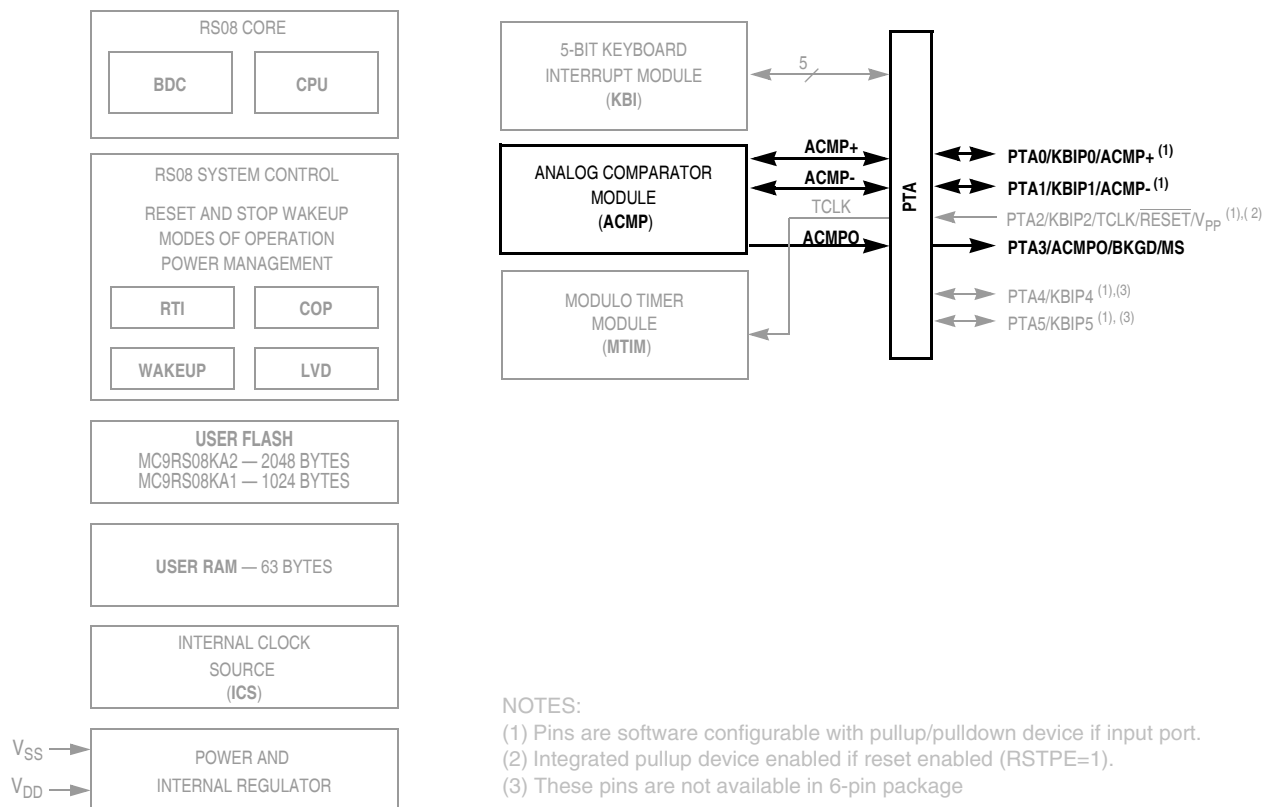 RS08 CORE
BDC
CPU
RS08 SYSTEM CONTROL
RESET AND STOP WAKEUP
MODES OF OPERATION
POWER MANAGEMENT
RTI
COP
WAKEUP
LVD
USER FLASH
MC9RS08KA2 — 2048 BYTES
MC9RS08KA1 — 1024 BYTES
USER RAM — 63 BYTES
INTERNAL CLOCK
SOURCE
(ICS)
VSS
VDD
POWER AND
INTERNAL REGULATOR
5-BIT KEYBOARD
INTERRUPT MODULE
(KBI)
5
ANALOG COMPARATOR
MODULE
(ACMP)
ACMP+
ACMP-
TCLK
ACMPO
MODULO TIMER
MODULE
(MTIM)
PTA
PTA0/KBIP0/ACMP+ (1)
PTA1/KBIP1/ACMP- (1)
PTA2/KBIP2/TCLK/RESET/VPP (1),( 2)
PTA3/ACMPO/BKGD/MS
PTA4/KBIP4 (1),(3)
PTA5/KBIP5 (1), (3)
NOTES:
(1) Pins are software configurable with pullup/pulldown device if input port.
(2) Integrated pullup device enabled if reset enabled (RSTPE=1).
(3) These pins are not available in 6-pin package